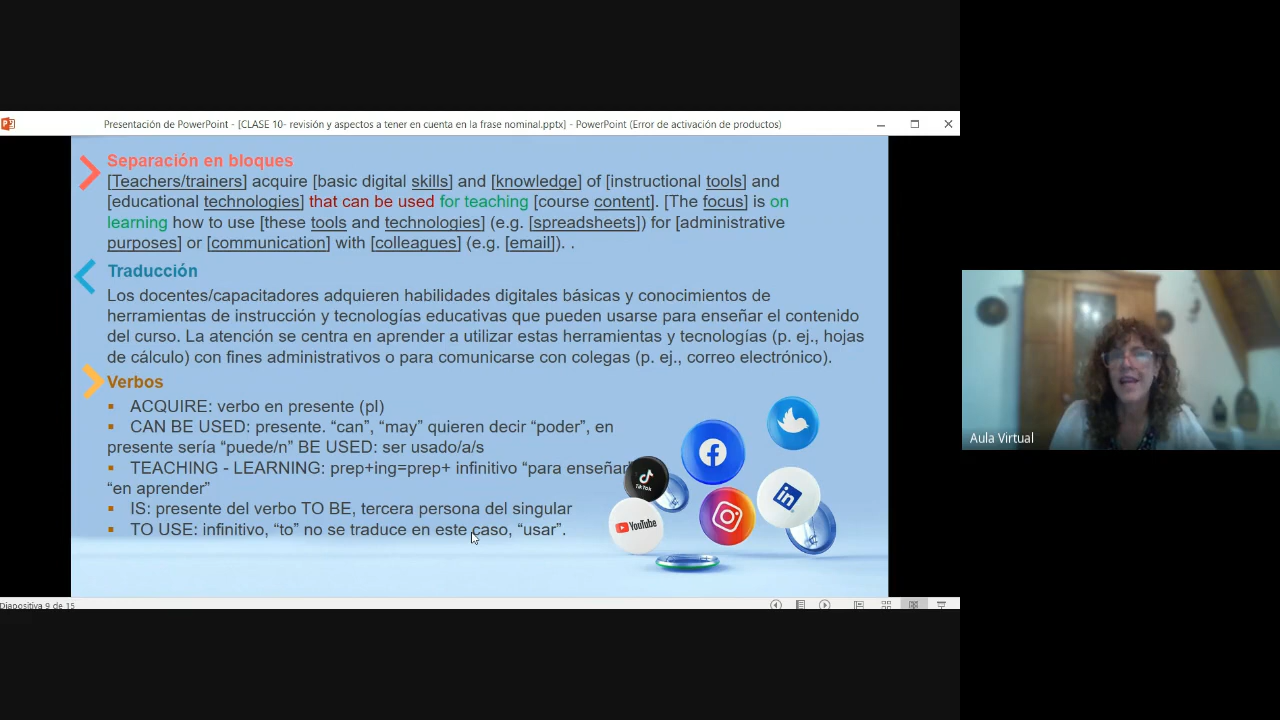 Presentación de PowerPoint - [CLASE 10- revisión y aspectos a tener en cuenta en la frase nominal.pptx] - PowerPoint (Error de activación de productos)
Separación en bloques
[Teachers/trainers] acquire [basic digital skills] and [knowledge] of [instructional tools] and
[educational technologies] that can be used for teaching [course content]. [The focus] is on
learning how to use [these tools and technologies] (e.g. [spreadsheets]) for [administrative
purposes] or [communication] with [colleagues] (e.g. [email]). .
Traducción
Los docentes/capacitadores adquieren habilidades digitales básicas y conocimientos de
herramientas de instrucción y tecnologías educativas que pueden usarse para enseñar el contenido
del curso. La atención se centra en aprender a utilizar estas herramientas y tecnologías (p. ej., hojas
de cálculo) con fines administrativos o para comunicarse con colegas (p. ej., correo electrónico).
Verbos
▪ ACQUIRE: verbo en presente (pl)
▪ CAN BE USED: presente. “can”, “may” quieren decir “poder”, en
presente sería “puede/n” BE USED: ser usado/a/s
▪ TEACHING - LEARNING: prep+ing=prep+ infinitivo “para enseñar”
“en aprender”
▪ IS: presente del verbo TO BE, tercera persona del singular
▪ TO USE: infinitivo, “to” no se traduce en este caso, “usar”.
TikTok
YouTube
in
Aula Virtual
Diapositiva 9 de 15